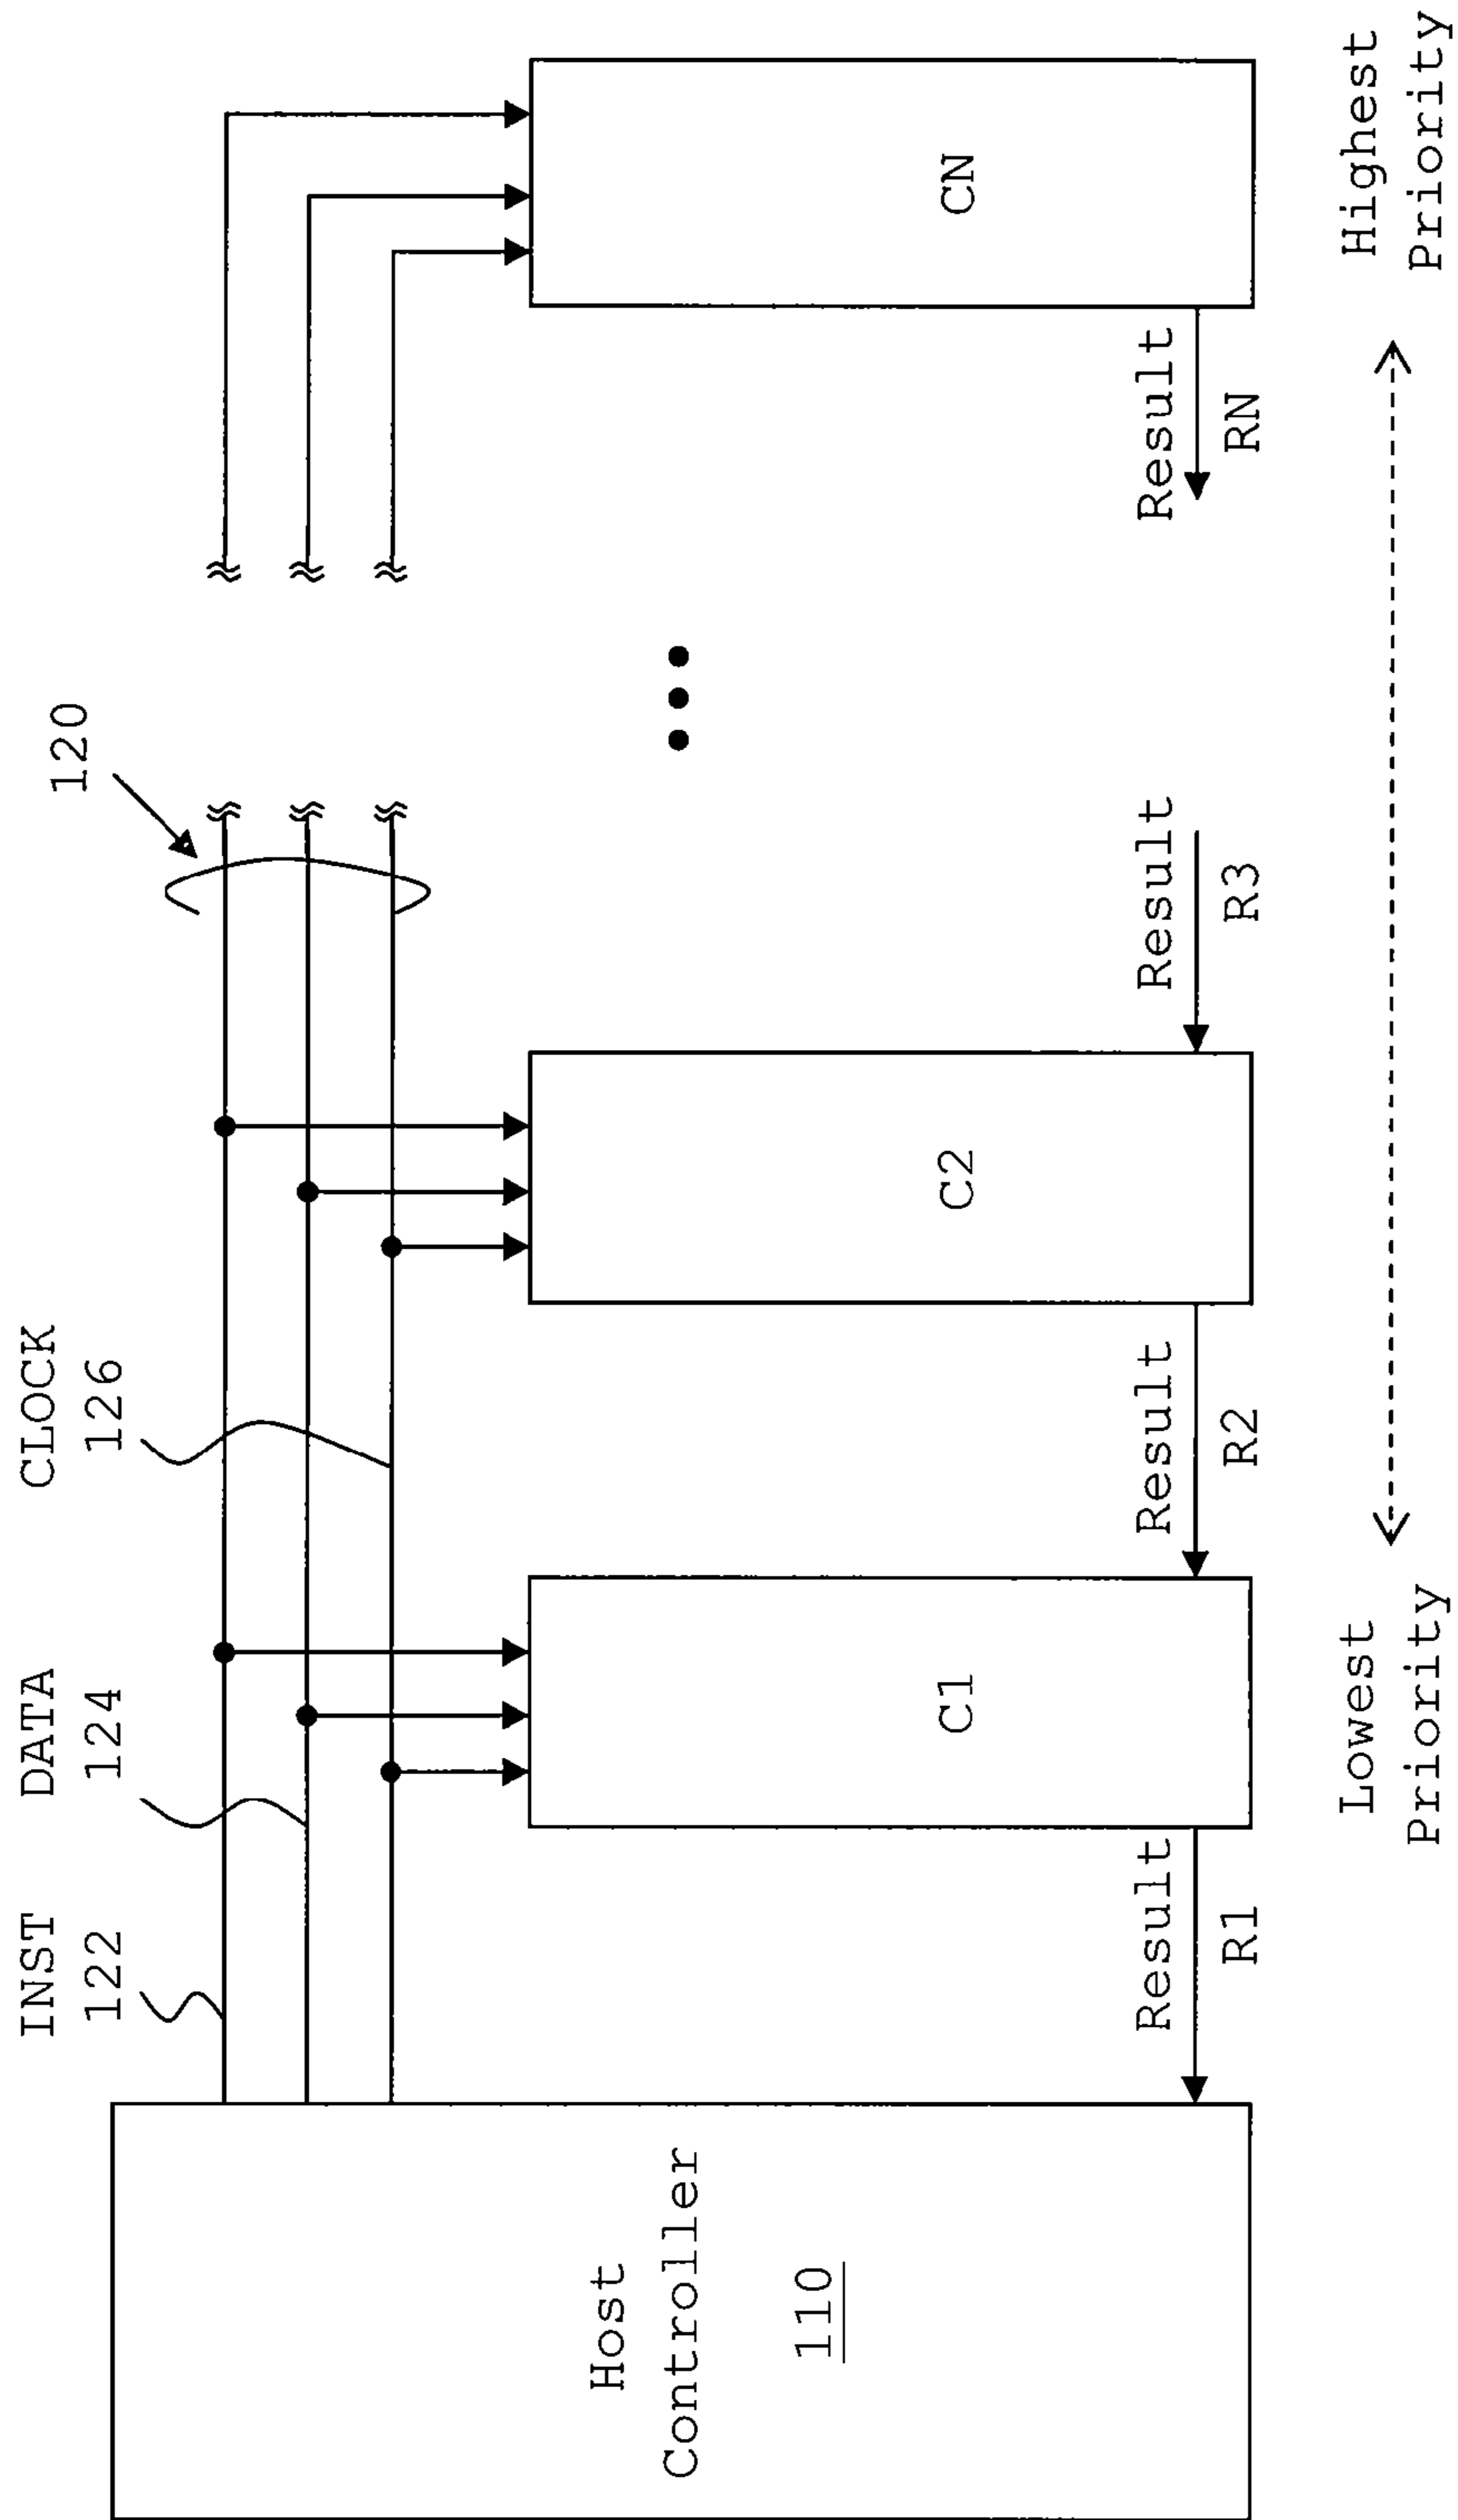 INST
122
DATA
124
CLOCK
126
120
Host
Controller
110
C1
C2
CN
Result
R1
Result
R2
Result
R3
Result
RN
Lowest
Priority
Highest
Priority